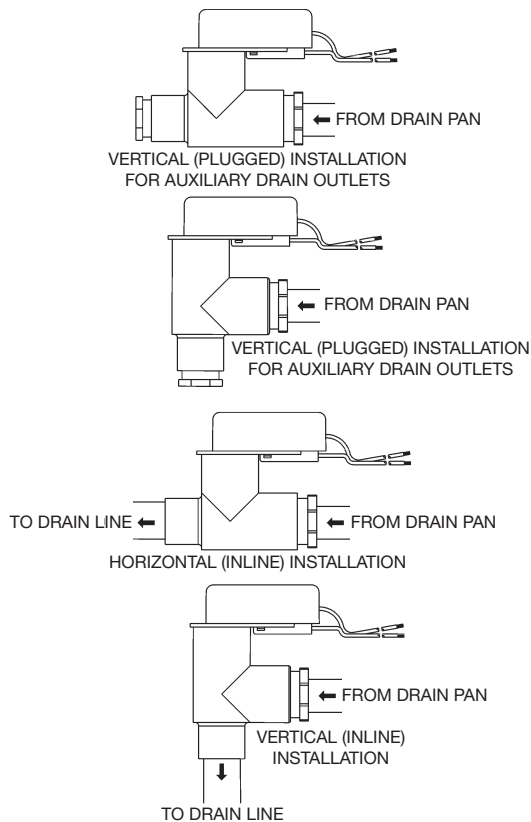 FROM DRAIN PAN
VERTICAL (PLUGGED) INSTALLATION
FOR AUXILIARY DRAIN OUTLETS
FROM DRAIN PAN
VERTICAL (PLUGGED) INSTALLATION
FOR AUXILIARY DRAIN OUTLETS
TO DRAIN LINE
FROM DRAIN PAN
HORIZONTAL (INLINE) INSTALLATION
FROM DRAIN PAN
VERTICAL (INLINE)
INSTALLATION
TO DRAIN LINE